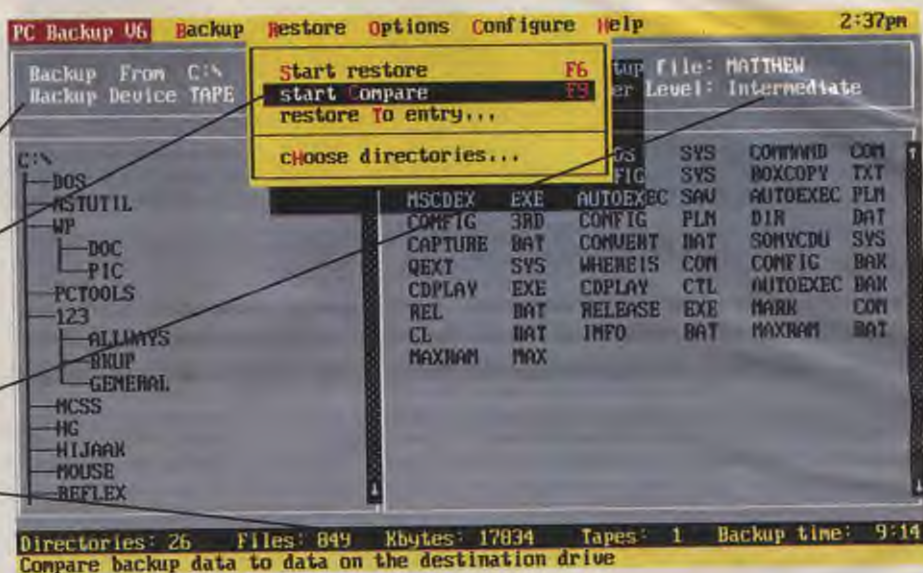 PC Backup V6 Backup Restore Options Configure Help 2:37pm
Backup From C:\
Backup Device TAPE
Start restore F6
start Compare F9
restore To entry...
cHoose directories...
tup File: MATTHEW
er Level: Intermediate
C:\
DOS
NSTUTIL
WP
DOC
PIC
PCTOOLS
123
ALLWAYS
BKUP
GENERAL
MCSS
HG
HIJAAK
MOUSE
REFLEX
OS SYS COMMAND COM
FIG SYS BOXCOPY TXT
MSCDEX EXE AUTOEXEC SAV AUTOEXEC PLM
CONFIG 3RD CONFIG PLM DIR DAT
CAPTURE BAT CONVERT BAT SONYCDU SYS
QEXT SYS WHEREIS COM CONFIG BAK
CDPLAY EXE CDPLAY CTL AUTOEXEC BAK
REL BAT RELEASE EXE MARK COM
CL BAT INFO BAT MAXRAM BAT
MAXRAM MAX
Directories: 26 Files: 849 Kbytes: 17834 Tapes: 1 Backup time: 9:14
Compare backup data to data on the destination drive